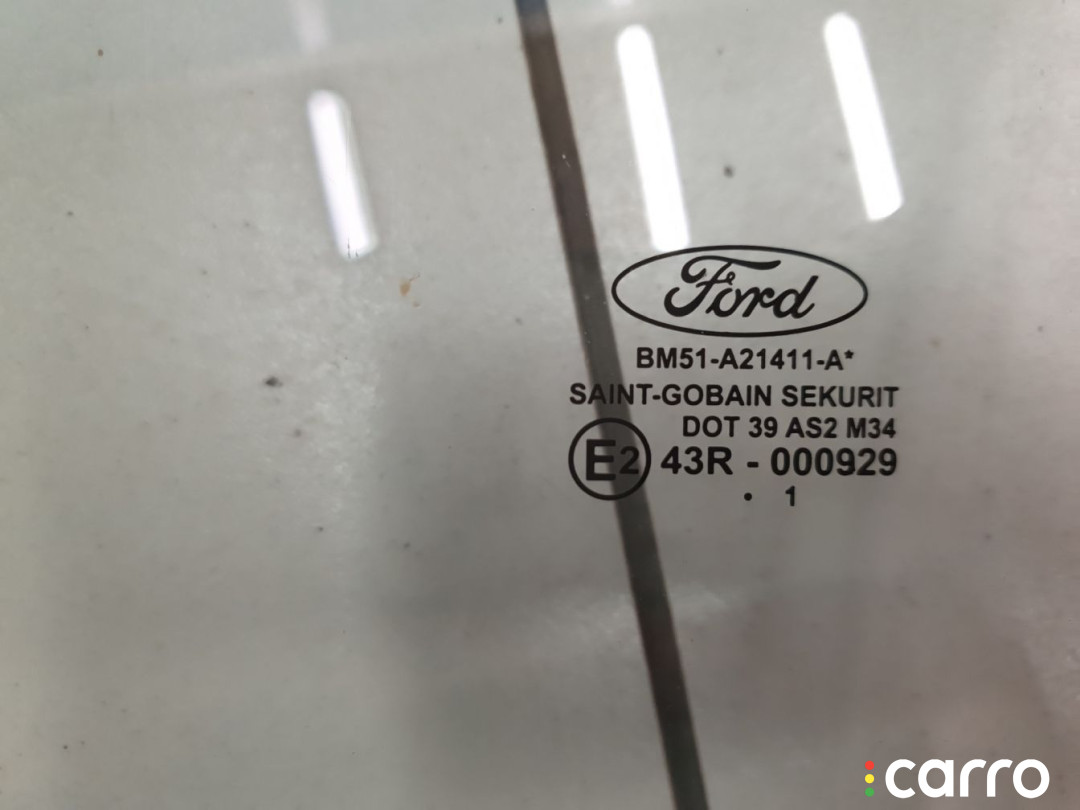 Ford
BM51-A21411-A*
SAINT-GOBAIN SEKURIT
DOT 39 AS2 M34
E2 43R - 000929
• 1
carro